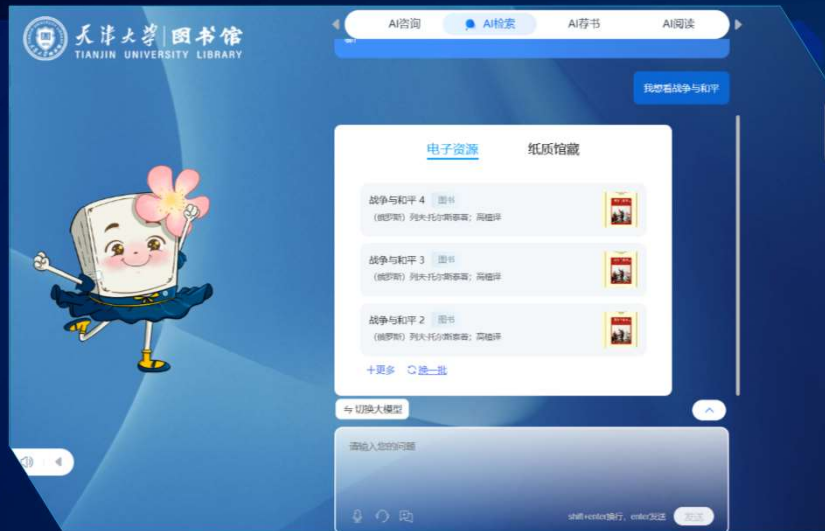 天津大学 图书馆
TIANJIN UNIVERSITY LIBRARY
AI咨询 AI检索 AI荐书 AI阅读
我想看战争与和平
电子资源 纸质馆藏
战争与和平 4 图书
（俄罗斯）列夫·托尔斯泰著；高植译
战争与和平 3 图书
（俄罗斯）列夫·托尔斯泰著；高植译
战争与和平 2 图书
（俄罗斯）列夫·托尔斯泰著；高植译
+更多 换一批
切换大模型
请输入您的问题
shift+enter换行，enter发送 发送